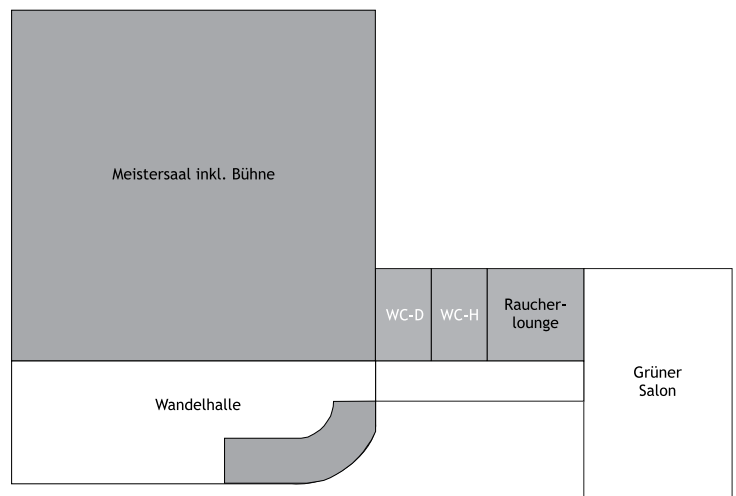 Meistersaal inkl. Bühne
WC-D
WC-H
Raucher-
lounge
Wandelhalle
Grüner
Salon